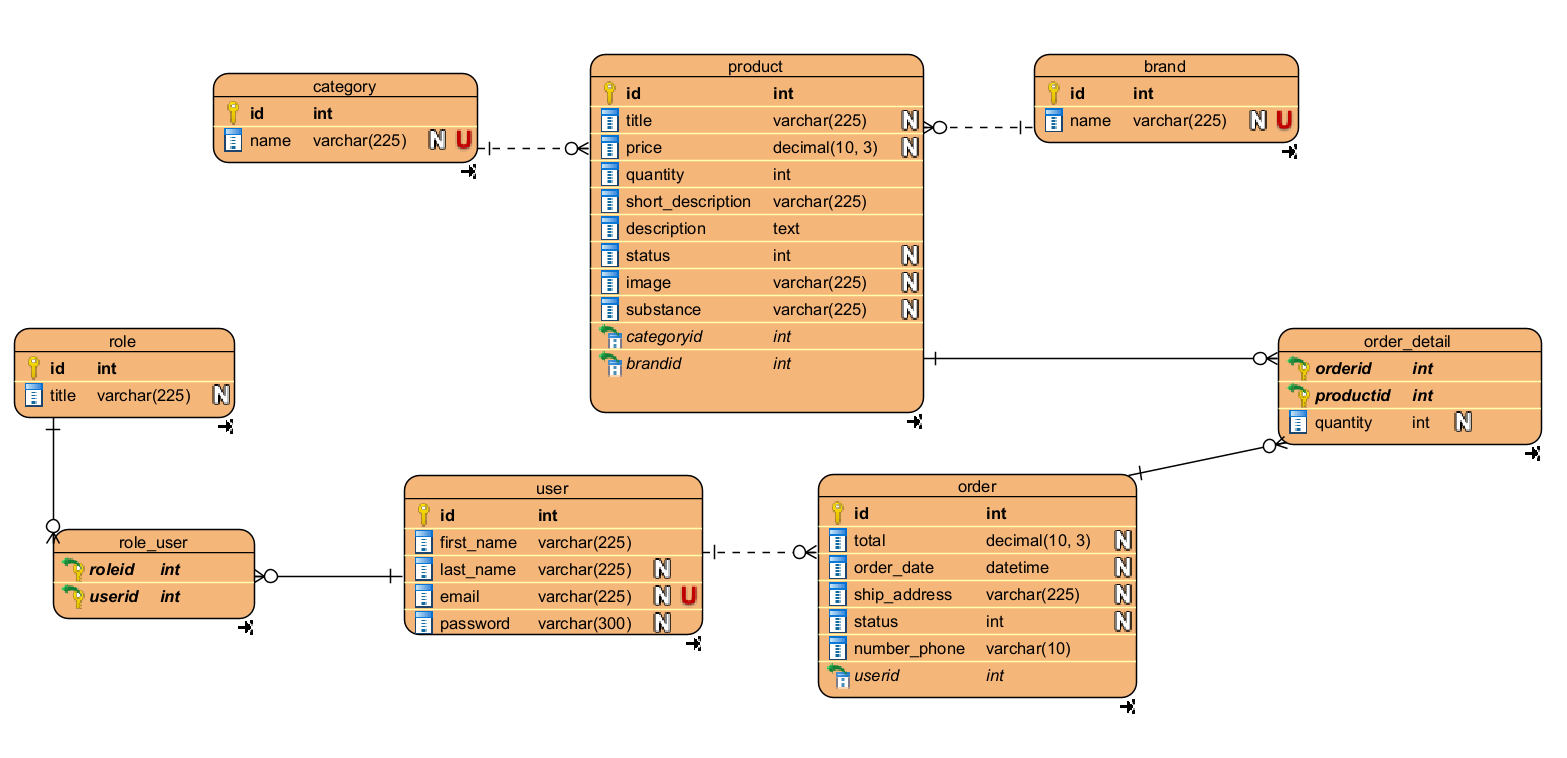 category
id int
name varchar(225) N U
product
id int
title varchar(225) N
price decimal(10, 3) N
quantity int
short_description varchar(225)
description text
status int N
image varchar(225) N
substance varchar(225) N
categoryid int
brandid int
brand
id int
name varchar(225) N U
role
id int
title varchar(225) N
order_detail
orderid int
productid int
quantity int N
role_user
roleid int
userid int
user
id int
first_name varchar(225)
last_name varchar(225) N
email varchar(225) N U
password varchar(300) N
order
id int
total decimal(10, 3) N
order_date datetime N
ship_address varchar(225) N
status int N
number_phone varchar(10)
userid int